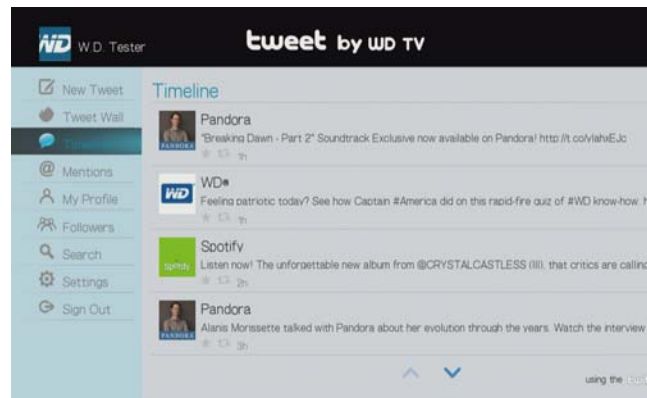 WD W.D. Tester
tweet by WD TV
New Tweet
Tweet Wall
Mentions
My Profile
Followers
Search
Settings
Sign Out
Timeline
PANDORA
Pandora
"Breaking Dawn - Part 2" Soundtrack Exclusive now available on Pandora! http://t.co/vlahxEJc
1h
WD
WD®
Feeling patriotic today? See how Captain #America did on this rapid-fire quiz of #WD know-how.
1h
Spotify
Spotify
Listen now! The unforgettable new album from @CRYSTALCASTLESS (III), that critics are calling
2h
PANDORA
Pandora
Alanis Morissette talked with Pandora about her evolution through the years. Watch the interview
3h
using the